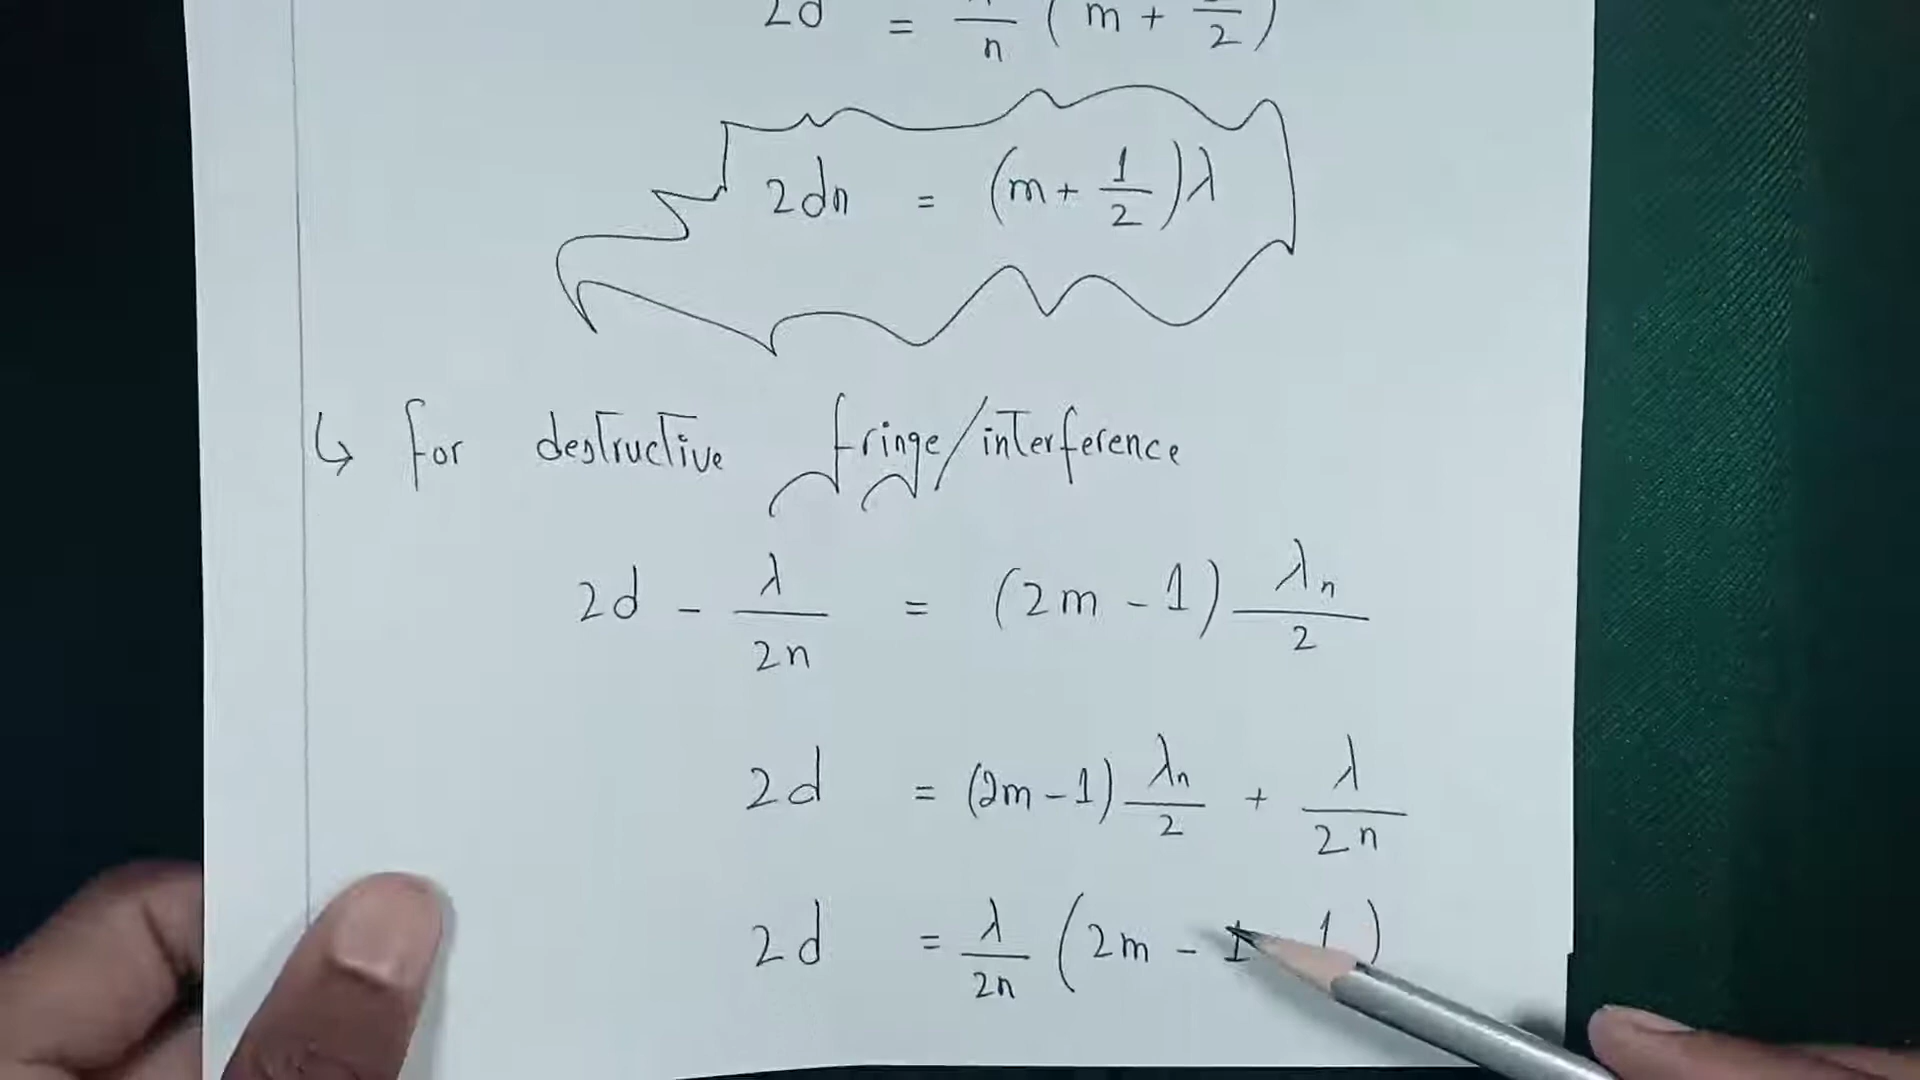 2d = λ/n (m + 1/2)
2dn = (m + 1/2)λ
↳ for destructive fringe/interference
2d - λ/2n = (2m - 1) λₙ/2
2d = (2m-1) λₙ/2 + λ/2n
2d = λ/2n (2m - 1 1)